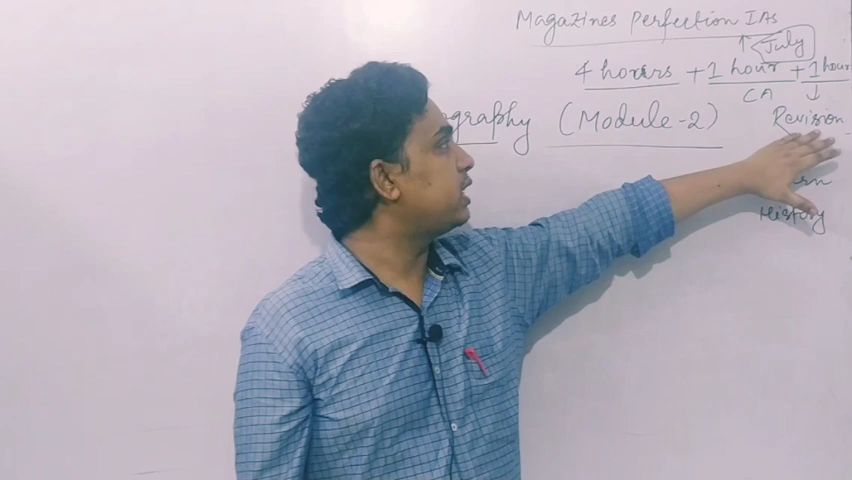 Magazines Perfection IAS
July
4 hours + 1 hour + 1 hour
CA
graphy (Module-2) Revision
History